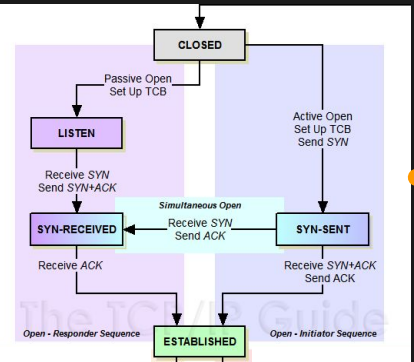 CLOSED
Passive Open
Set Up TCB
Active Open
Set Up TCB
Send SYN
LISTEN
Receive SYN
Send SYN+ACK
Simultaneous Open
Receive SYN
Send ACK
SYN-RECEIVED
SYN-SENT
Receive ACK
Receive SYN+ACK
Send ACK
The TCP/IP Guide
Open - Responder Sequence
ESTABLISHED
Open - Initiator Sequence